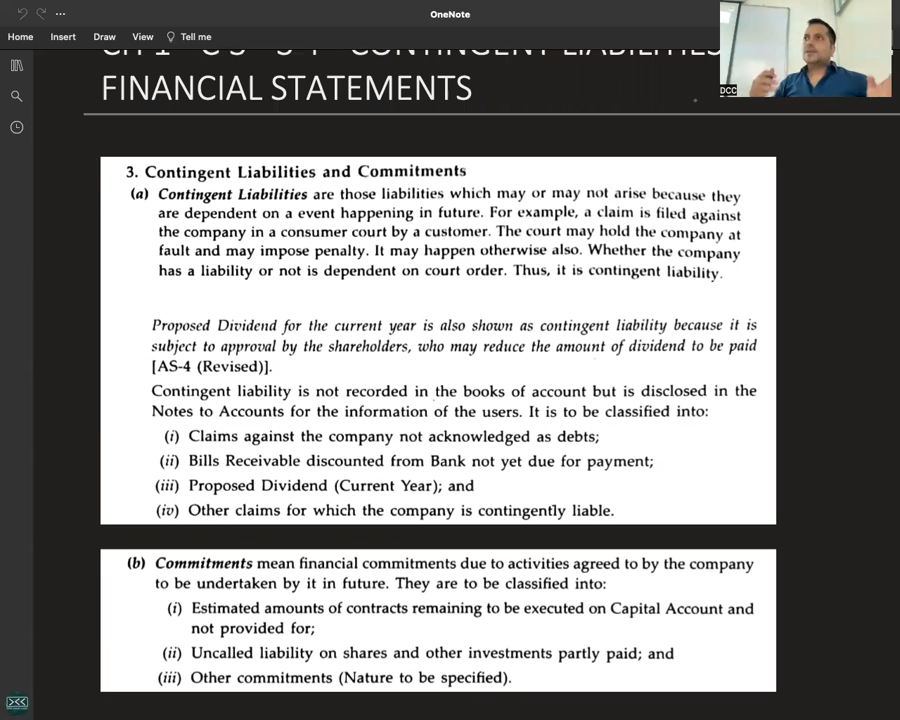 OneNote
Home Insert Draw View Tell me
CONTINGENT LIABILITIES
FINANCIAL STATEMENTS
DCC
3. Contingent Liabilities and Commitments
(a) Contingent Liabilities are those liabilities which may or may not arise because they
are dependent on a event happening in future. For example, a claim is filed against
the company in a consumer court by a customer. The court may hold the company at
fault and may impose penalty. It may happen otherwise also. Whether the company
has a liability or not is dependent on court order. Thus, it is contingent liability.
Proposed Dividend for the current year is also shown as contingent liability because it is
subject to approval by the shareholders, who may reduce the amount of dividend to be paid
[AS-4 (Revised)].
Contingent liability is not recorded in the books of account but is disclosed in the
Notes to Accounts for the information of the users. It is to be classified into:
(i) Claims against the company not acknowledged as debts;
(ii) Bills Receivable discounted from Bank not yet due for payment;
(iii) Proposed Dividend (Current Year); and
(iv) Other claims for which the company is contingently liable.
(b) Commitments mean financial commitments due to activities agreed to by the company
to be undertaken by it in future. They are to be classified into:
(i) Estimated amounts of contracts remaining to be executed on Capital Account and
not provided for;
(ii) Uncalled liability on shares and other investments partly paid; and
(iii) Other commitments (Nature to be specified).